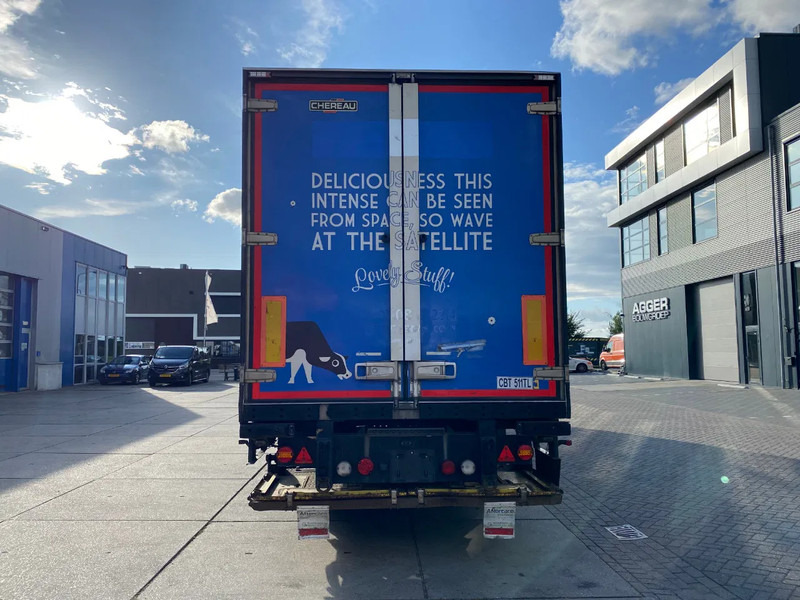 CHEREAU
DELICIOUSNESS THIS
INTENSE CAN BE SEEN
FROM SPACE, SO WAVE
AT THE SATELLITE
Lovely Stuff!
CBT 511TL
AGGER
BOUWGROEP
AGGER